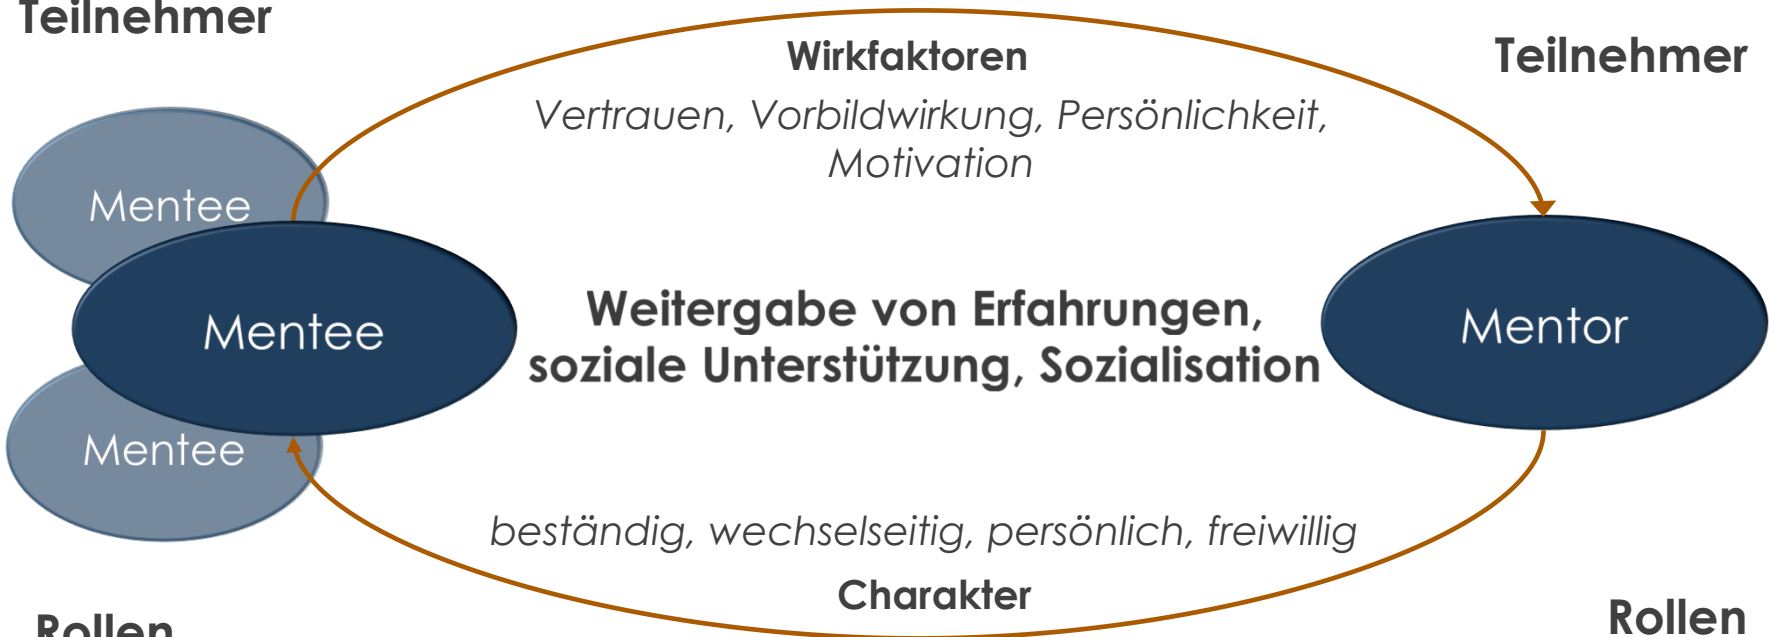 Teilnehmer
Wirkfaktoren
Teilnehmer
Vertrauen, Vorbildwirkung, Persönlichkeit,
Motivation
Mentee
Mentee
Weitergabe von Erfahrungen,
soziale Unterstützung, Sozialisation
Mentor
Mentee
beständig, wechselseitig, persönlich, freiwillig
Charakter
Rollen
Rollen